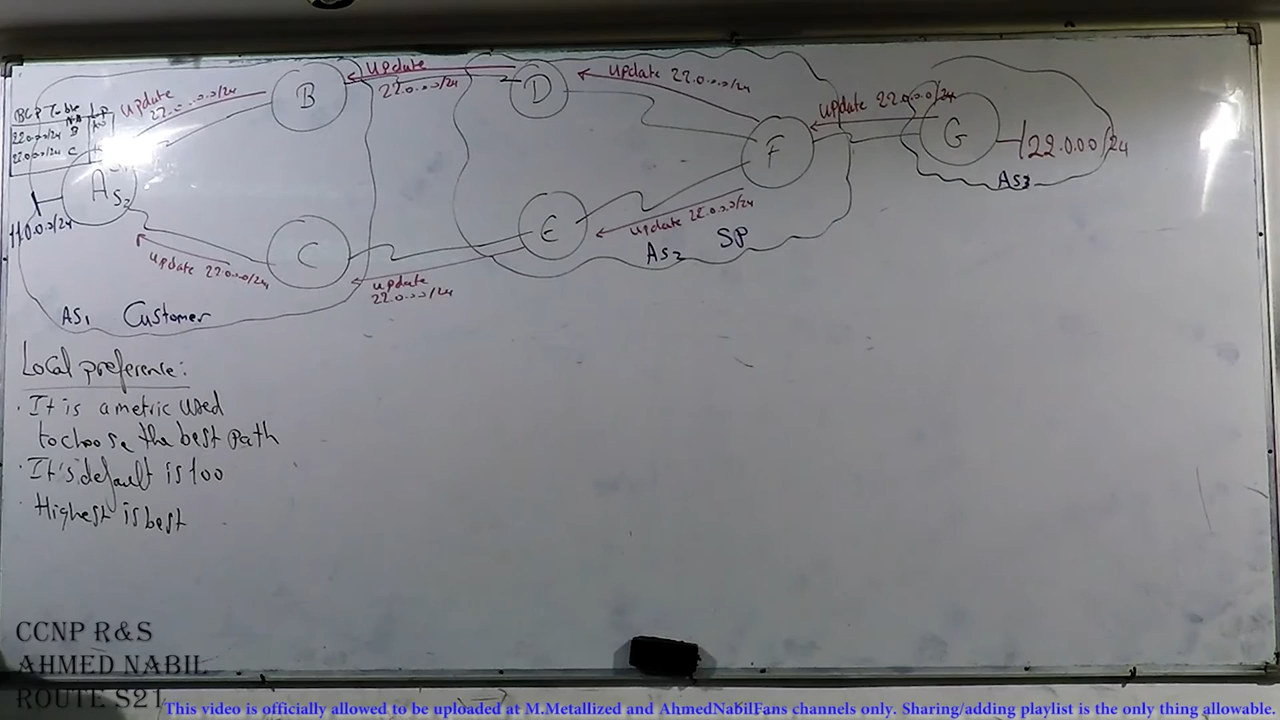 BGP Table
N.H L.P
22.0.0.0/24 B
22.0.0.0/24 C
update
22.0.0.0/24
B
update
22.0.0.0/24
D
update 22.0.0.0/24
F
update 22.0.0.0/24
G
22.0.0.0/24
AS3
A
11.0.0.0/24
update 22.0.0.0/24
C
update
22.0.0.0/24
E
update 22.0.0.0/24
AS2 SP
AS1 Customer
Local preference:
· It is a metric used
to choose the best path
· It's default is 100
· Highest is best
CCNP R&S
AHMED NABIL
ROUTE S21
This video is officially allowed to be uploaded at M.Metallized and AhmedNabilFans channels only. Sharing/adding playlist is the only thing allowable.